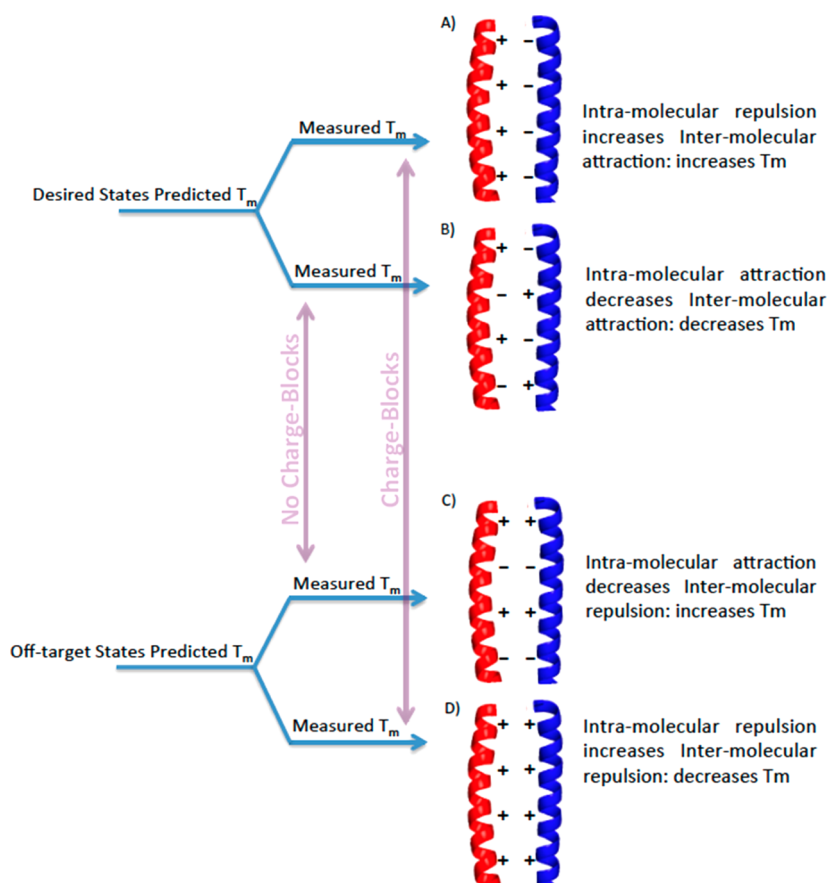 A)
+ −
+ −
+ −
+ −
Intra-molecular repulsion
increases Inter-molecular
attraction: increases Tm
Measured Tm
Desired States Predicted Tm
B)
+ −
− +
+ −
− +
Intra-molecular attraction
decreases Inter-molecular
attraction: decreases Tm
Measured Tm
No Charge-Blocks
Charge-Blocks
C)
+ +
− −
+ +
− −
Intra-molecular attraction
decreases Inter-molecular
repulsion: increases Tm
Measured Tm
Off-target States Predicted Tm
D)
+ +
+ +
+ +
+ +
Intra-molecular repulsion
increases Inter-molecular
repulsion: decreases Tm
Measured Tm